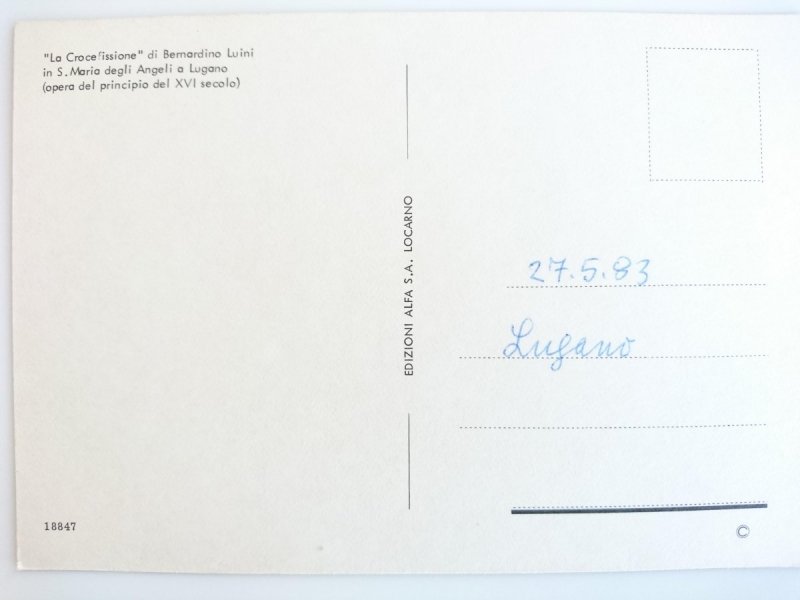 "La Crocefissione" di Bernardino Luini
in S. Maria degli Angeli a Lugano
(opera del principio del XVI secolo)
EDIZIONI ALFA S.A. LOCARNO
27.5.83
Lugano
18847
©